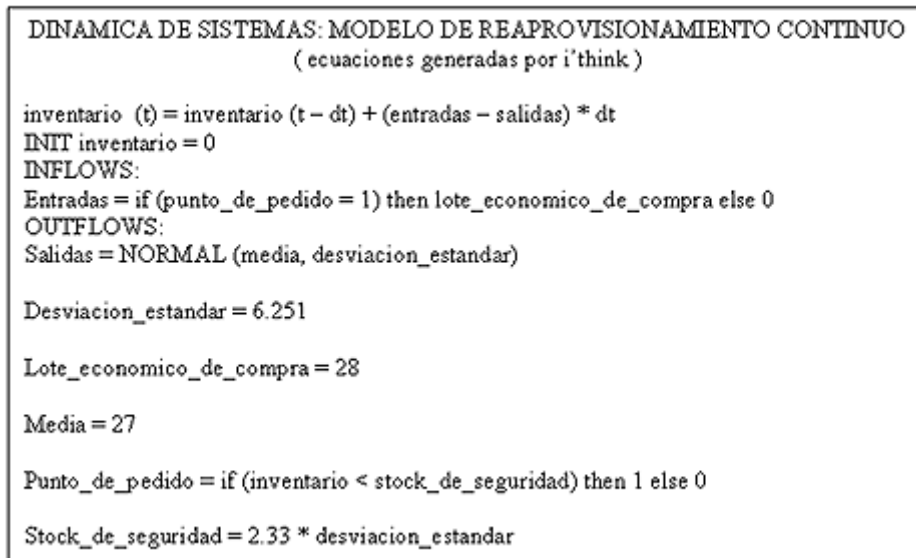 DINAMICA DE SISTEMAS: MODELO DE REAPROVISIONAMIENTO CONTINUO
( ecuaciones generadas por i'think )
inventario (t) = inventario (t – dt) + (entradas – salidas) * dt
INIT inventario = 0
INFLOWS:
Entradas = if (punto_de_pedido = 1) then lote_economico_de_compra else 0
OUTFLOWS:
Salidas = NORMAL (media, desviacion_estandar)
Desviacion_estandar = 6.251
Lote_economico_de_compra = 28
Media = 27
Punto_de_pedido = if (inventario < stock_de_seguridad) then 1 else 0
Stock_de_seguridad = 2.33 * desviacion_estandar